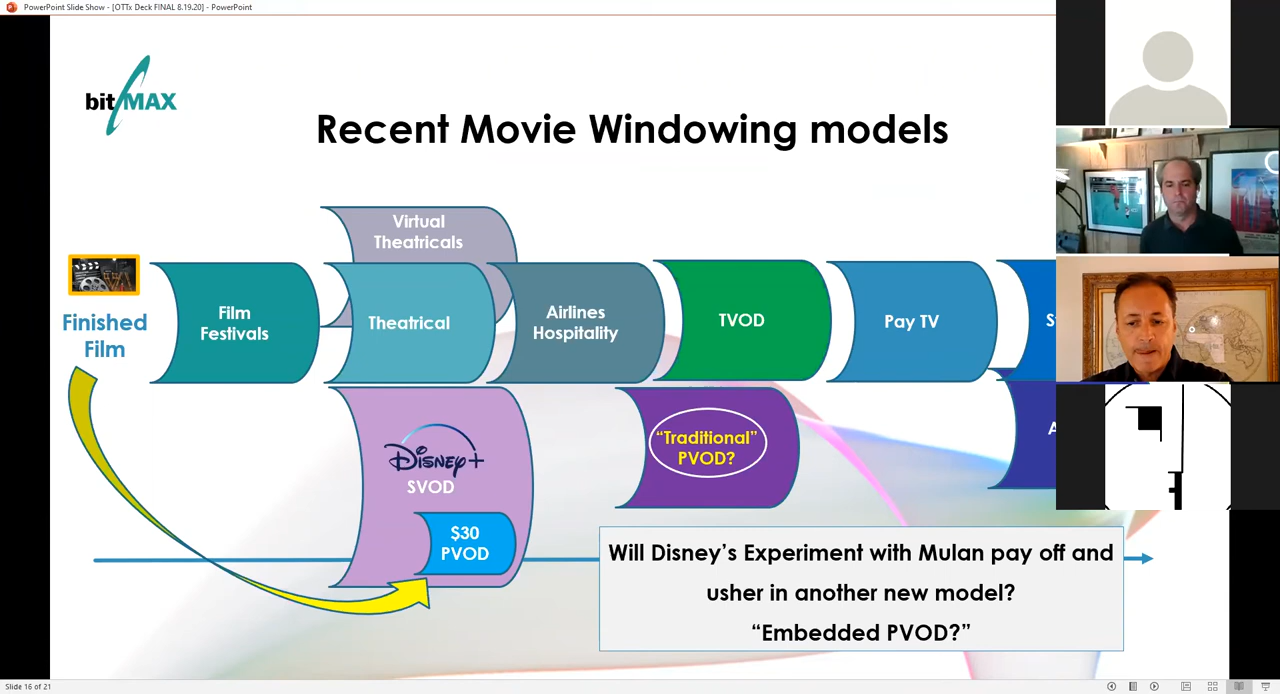 PowerPoint Slide Show - [OTTx Deck FINAL 8.19.20] - PowerPoint
bitMAX
Recent Movie Windowing models
Virtual
Theatricals
Finished
Film
Film
Festivals
Theatrical
Airlines
Hospitality
TVOD
Pay TV
Disney+
SVOD
$30
PVOD
“Traditional”
PVOD?
Will Disney’s Experiment with Mulan pay off and
usher in another new model?
“Embedded PVOD?”
Slide 16 of 21